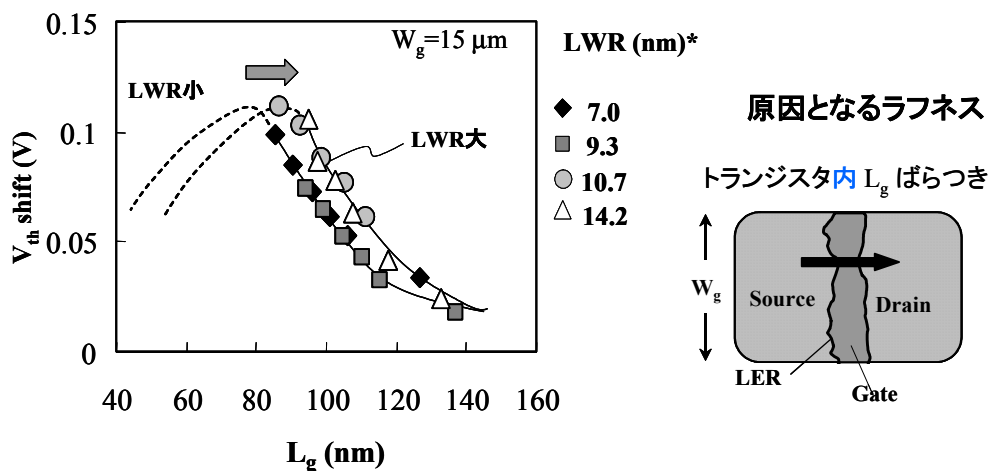 0.15
0.1
0.05
0
V_th shift (V)
40 60 80 100 120 140 160
L_g (nm)
W_g=15 μm
LWR小
LWR大
LWR (nm)*
7.0
9.3
10.7
14.2
原因となるラフネス
トランジスタ内 L_g ばらつき
W_g
Source
Drain
LER
Gate